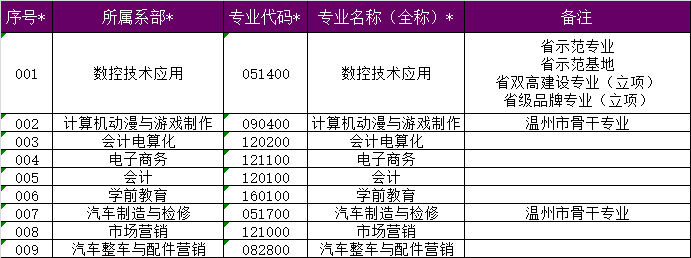 序号* 所属系部* 专业代码* 专业名称（全称）* 备注
001 数控技术应用 051400 数控技术应用 省示范专业
省示范基地
省双高建设专业（立项）
省级品牌专业（立项）
002 计算机动漫与游戏制作 090400 计算机动漫与游戏制作 温州市骨干专业
003 会计电算化 120200 会计电算化
004 电子商务 121100 电子商务
005 会计 120100 会计
006 学前教育 160100 学前教育
007 汽车制造与检修 051700 汽车制造与检修 温州市骨干专业
008 市场营销 121000 市场营销
009 汽车整车与配件营销 082800 汽车整车与配件营销